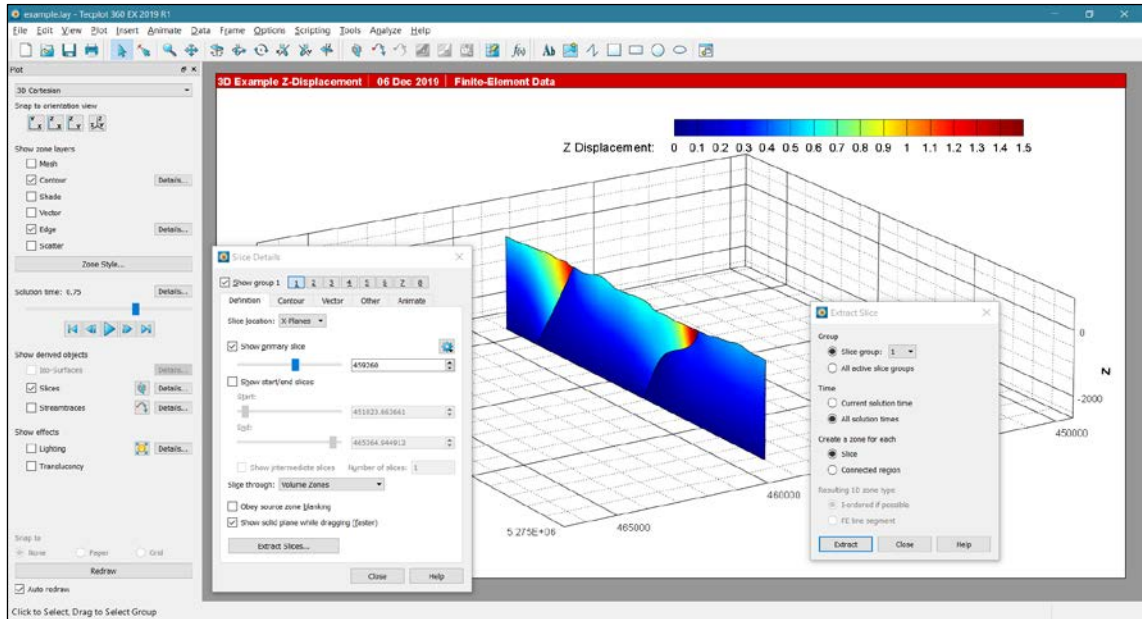 example.lay - Tecplot 360 EX 2019 R1
File Edit View Plot Insert Animate Data Frame Options Scripting Tools Analyze Help
Plot
3D Cartesian
Snap to orientation view
Show zone layers
Mesh
Contour Details...
Shade
Vector
Edge Details...
Scatter
Zone Style...
Solution time: 6.75 Details...
Show derived objects
Iso-Surfaces Details...
Slices Details...
Streamtraces Details...
Show effects
Lighting Details...
Translucency
Snap to
None Paper Grid
Redraw
Auto redraw
Click to Select, Drag to Select Group
3D Example Z-Displacement | 06 Dec 2019 | Finite-Element Data
Z Displacement: 0 0.1 0.2 0.3 0.4 0.5 0.6 0.7 0.8 0.9 1 1.1 1.2 1.3 1.4 1.5
0
Z
-2000
450000
460000
465000
5.275E+06
Slice Details
Show group 1 1 2 3 4 5 6 7 8
Definition Contour Vector Other Animate
Slice location: X-Planes
Show primary slice
459260
Show start/end slices
Start:
451023.663661
End:
465364.944913
Show intermediate slices Number of slices: 1
Slice through: Volume Zones
Obey source zone blanking
Show solid plane while dragging (faster)
Extract Slices...
Close Help
Extract Slice
Group
Slice group: 1
All active slice groups
Time
Current solution time
All solution times
Create a zone for each
Slice
Connected region
Resulting 1D zone type:
I-ordered if possible
FE line segment
Extract Close Help